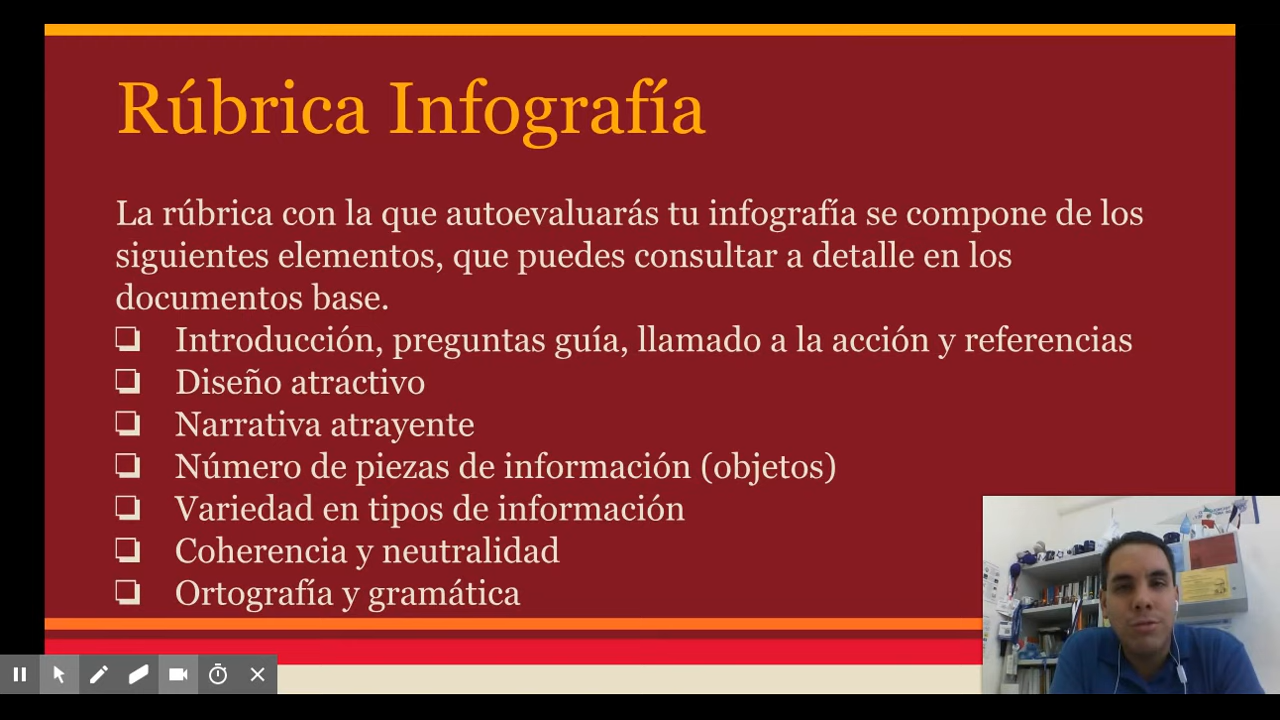 Rúbrica Infografía
La rúbrica con la que autoevaluarás tu infografía se compone de los
siguientes elementos, que puedes consultar a detalle en los
documentos base.
Introducción, preguntas guía, llamado a la acción y referencias
Diseño atractivo
Narrativa atrayente
Número de piezas de información (objetos)
Variedad en tipos de información
Coherencia y neutralidad
Ortografía y gramática